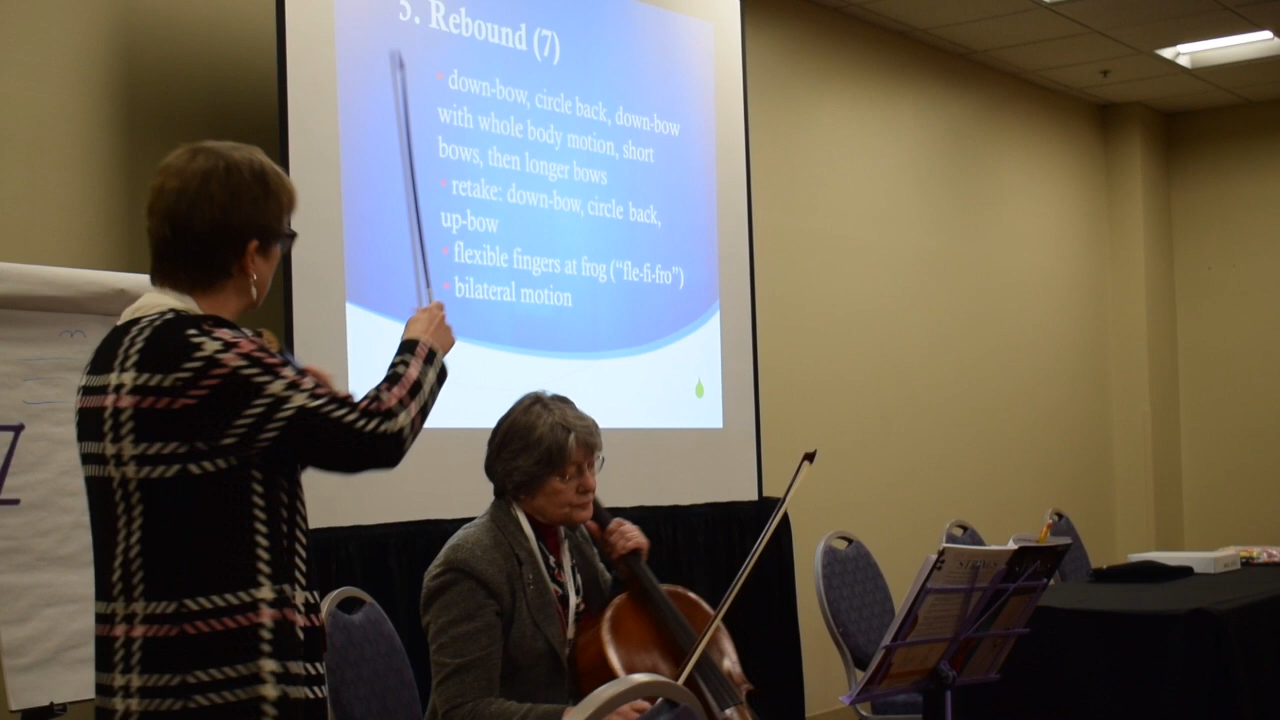 5. Rebound (7)
• down-bow, circle back, down-bow
with whole body motion, short
bows, then longer bows
• retake: down-bow, circle back,
up-bow
• flexible fingers at frog ("fle-fi-fro")
• bilateral motion